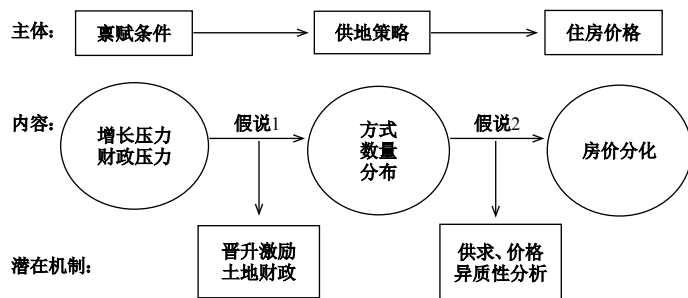 主体：
禀赋条件
供地策略
住房价格
内容：
增长压力
财政压力
假说1
方式
数量
分布
假说2
房价分化
潜在机制：
晋升激励
土地财政
供求、价格
异质性分析